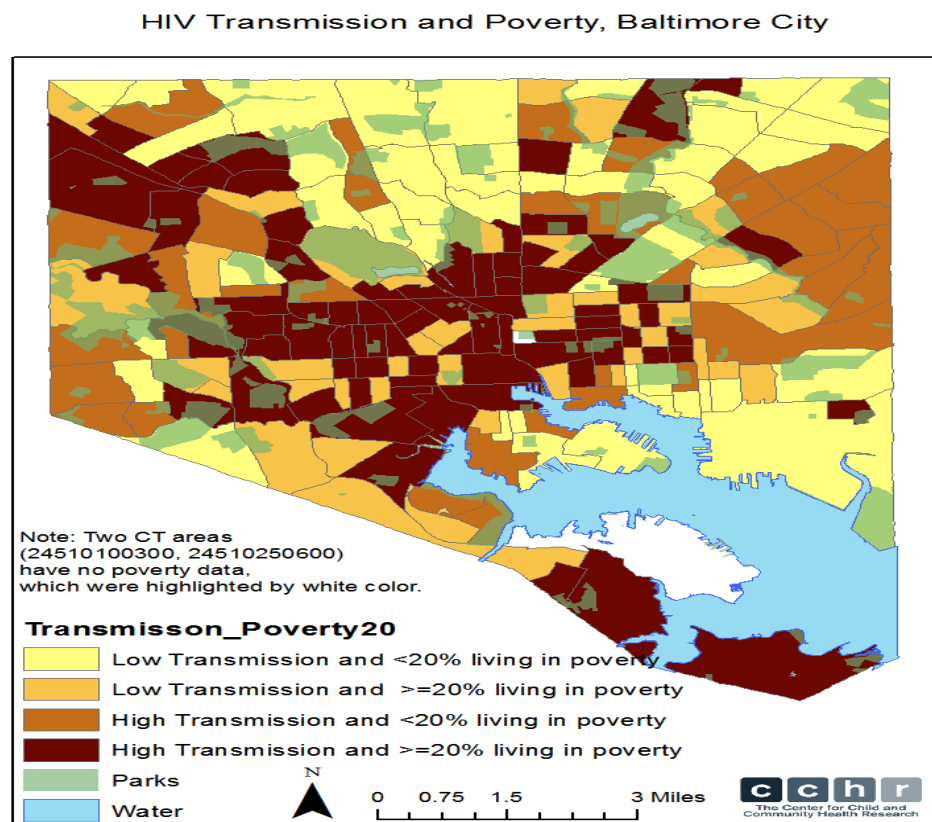 HIV Transmission and Poverty, Baltimore City
Note: Two CT areas
(24510100300, 24510250600)
have no poverty data,
which were highlighted by white color.
Transmisson_Poverty20
Low Transmission and <20% living in poverty
Low Transmission and >=20% living in poverty
High Transmission and <20% living in poverty
High Transmission and >=20% living in poverty
Parks
Water
N
0 0.75 1.5 3 Miles
c c h r
The Center for Child and
Community Health Research